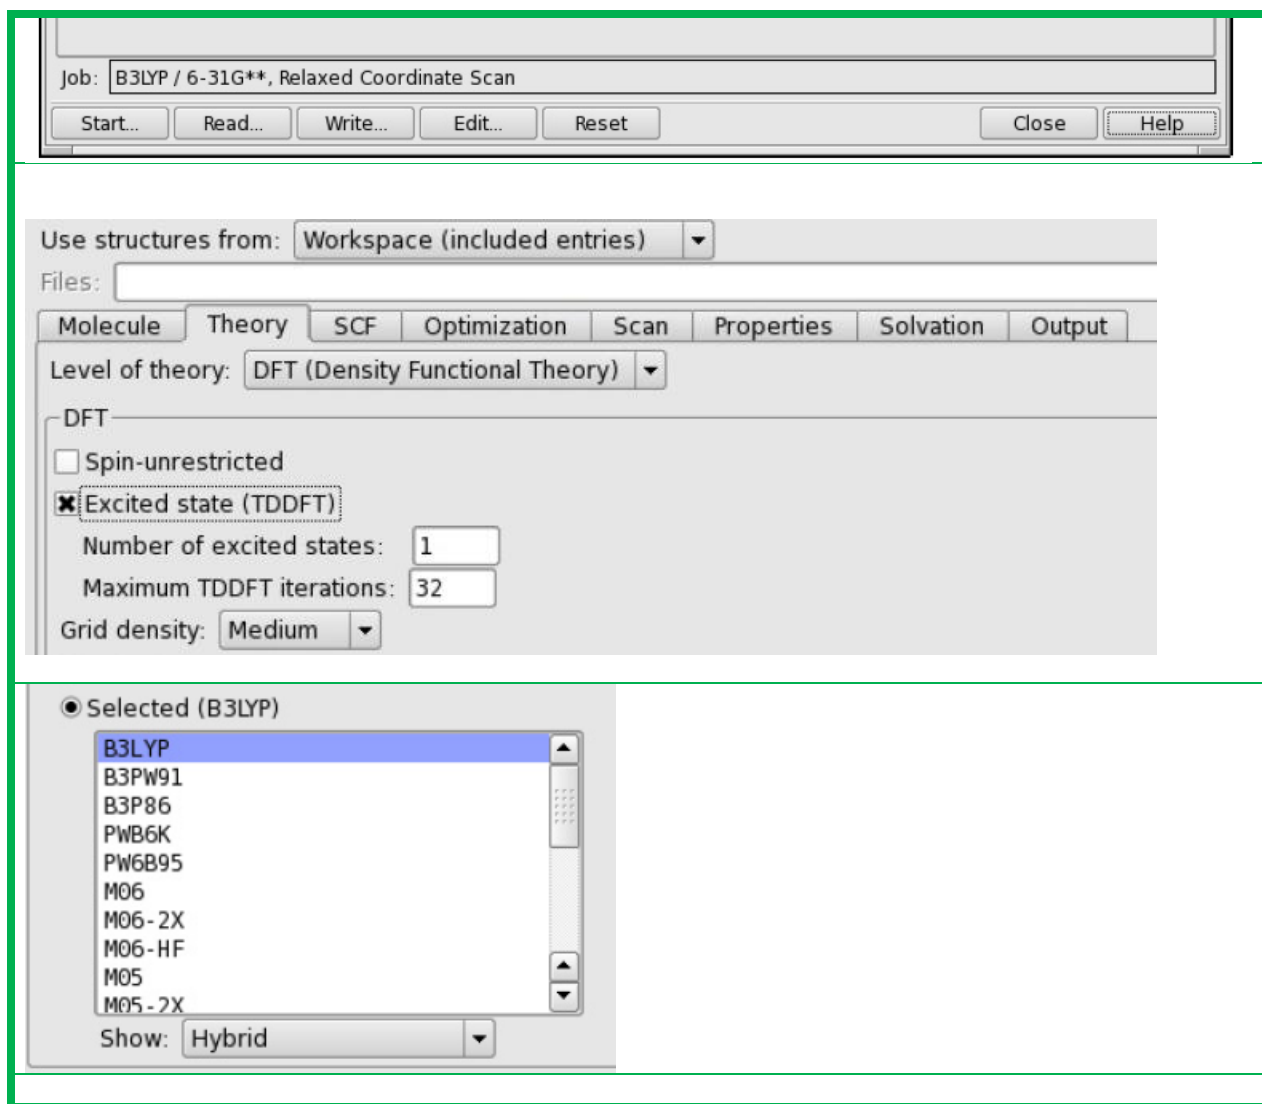 Job: B3LYP / 6-31G**, Relaxed Coordinate Scan
Start... Read... Write... Edit... Reset Close Help
Use structures from: Workspace (included entries)
Files:
Molecule Theory SCF Optimization Scan Properties Solvation Output
Level of theory: DFT (Density Functional Theory)
DFT
Spin-unrestricted
Excited state (TDDFT)
Number of excited states: 1
Maximum TDDFT iterations: 32
Grid density: Medium
Selected (B3LYP)
B3LYP
B3PW91
B3P86
PWB6K
PW6B95
M06
M06-2X
M06-HF
M05
M05-2X
Show: Hybrid